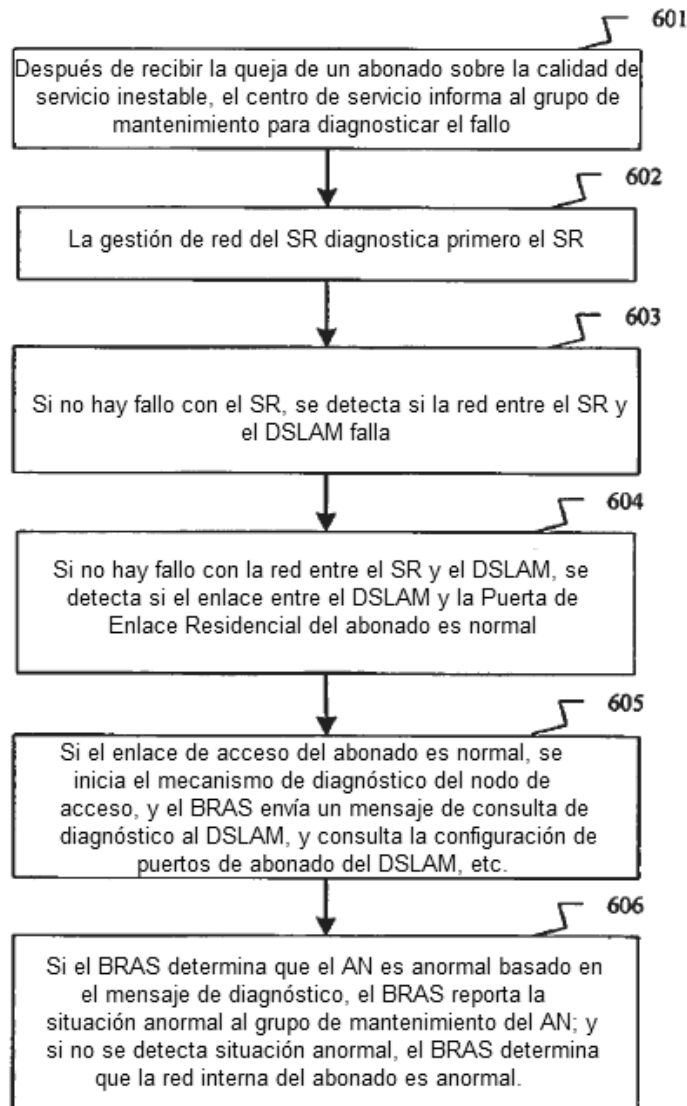 601
Después de recibir la queja de un abonado sobre la calidad de
servicio inestable, el centro de servicio informa al grupo de
mantenimiento para diagnosticar el fallo
602
La gestión de red del SR diagnostica primero el SR
603
Si no hay fallo con el SR, se detecta si la red entre el SR y
el DSLAM falla
604
Si no hay fallo con la red entre el SR y el DSLAM, se
detecta si el enlace entre el DSLAM y la Puerta de
Enlace Residencial del abonado es normal
605
Si el enlace de acceso del abonado es normal, se
inicia el mecanismo de diagnóstico del nodo de
acceso, y el BRAS envía un mensaje de consulta de
diagnóstico al DSLAM, y consulta la configuración de
puertos de abonado del DSLAM, etc.
606
Si el BRAS determina que el AN es anormal basado en
el mensaje de diagnóstico, el BRAS reporta la
situación anormal al grupo de mantenimiento del AN; y
si no se detecta situación anormal, el BRAS determina
que la red interna del abonado es anormal.